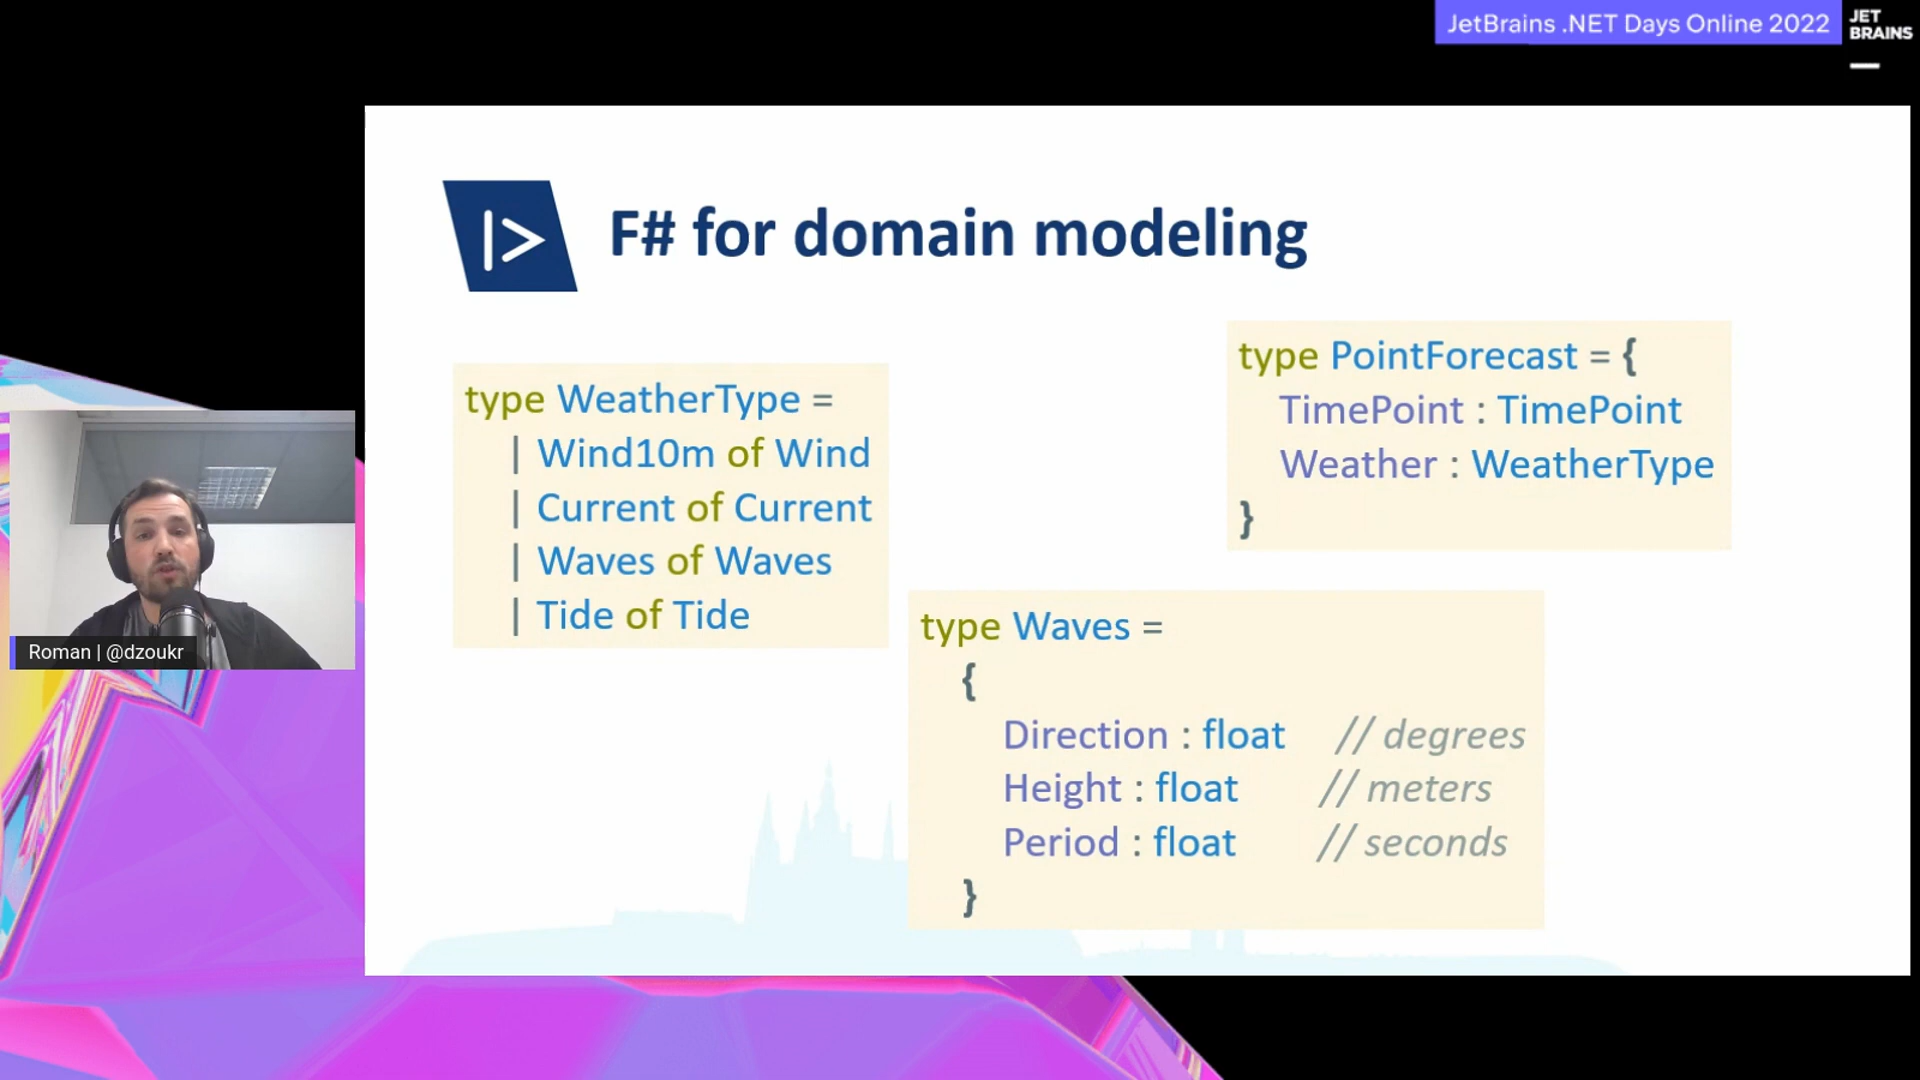 JetBrains .NET Days Online 2022
JET
BRAINS
|> F# for domain modeling
type WeatherType =
| Wind10m of Wind
| Current of Current
| Waves of Waves
| Tide of Tide
type PointForecast = {
TimePoint : TimePoint
Weather : WeatherType
}
type Waves =
{
Direction : float // degrees
Height : float // meters
Period : float // seconds
}
Roman | @dzoukr